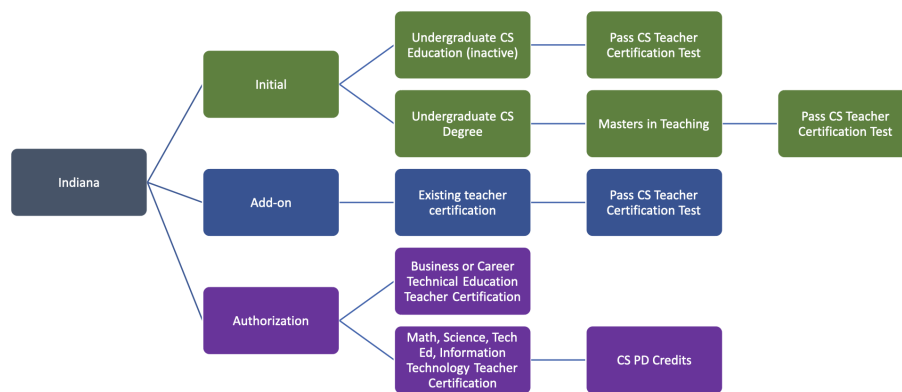 Indiana
Initial
Undergraduate CS
Education (inactive)
Pass CS Teacher
Certification Test
Undergraduate CS
Degree
Masters in Teaching
Pass CS Teacher
Certification Test
Add-on
Existing teacher
certification
Pass CS Teacher
Certification Test
Authorization
Business or Career
Technical Education
Teacher Certification
Math, Science, Tech
Ed, Information
Technology Teacher
Certification
CS PD Credits